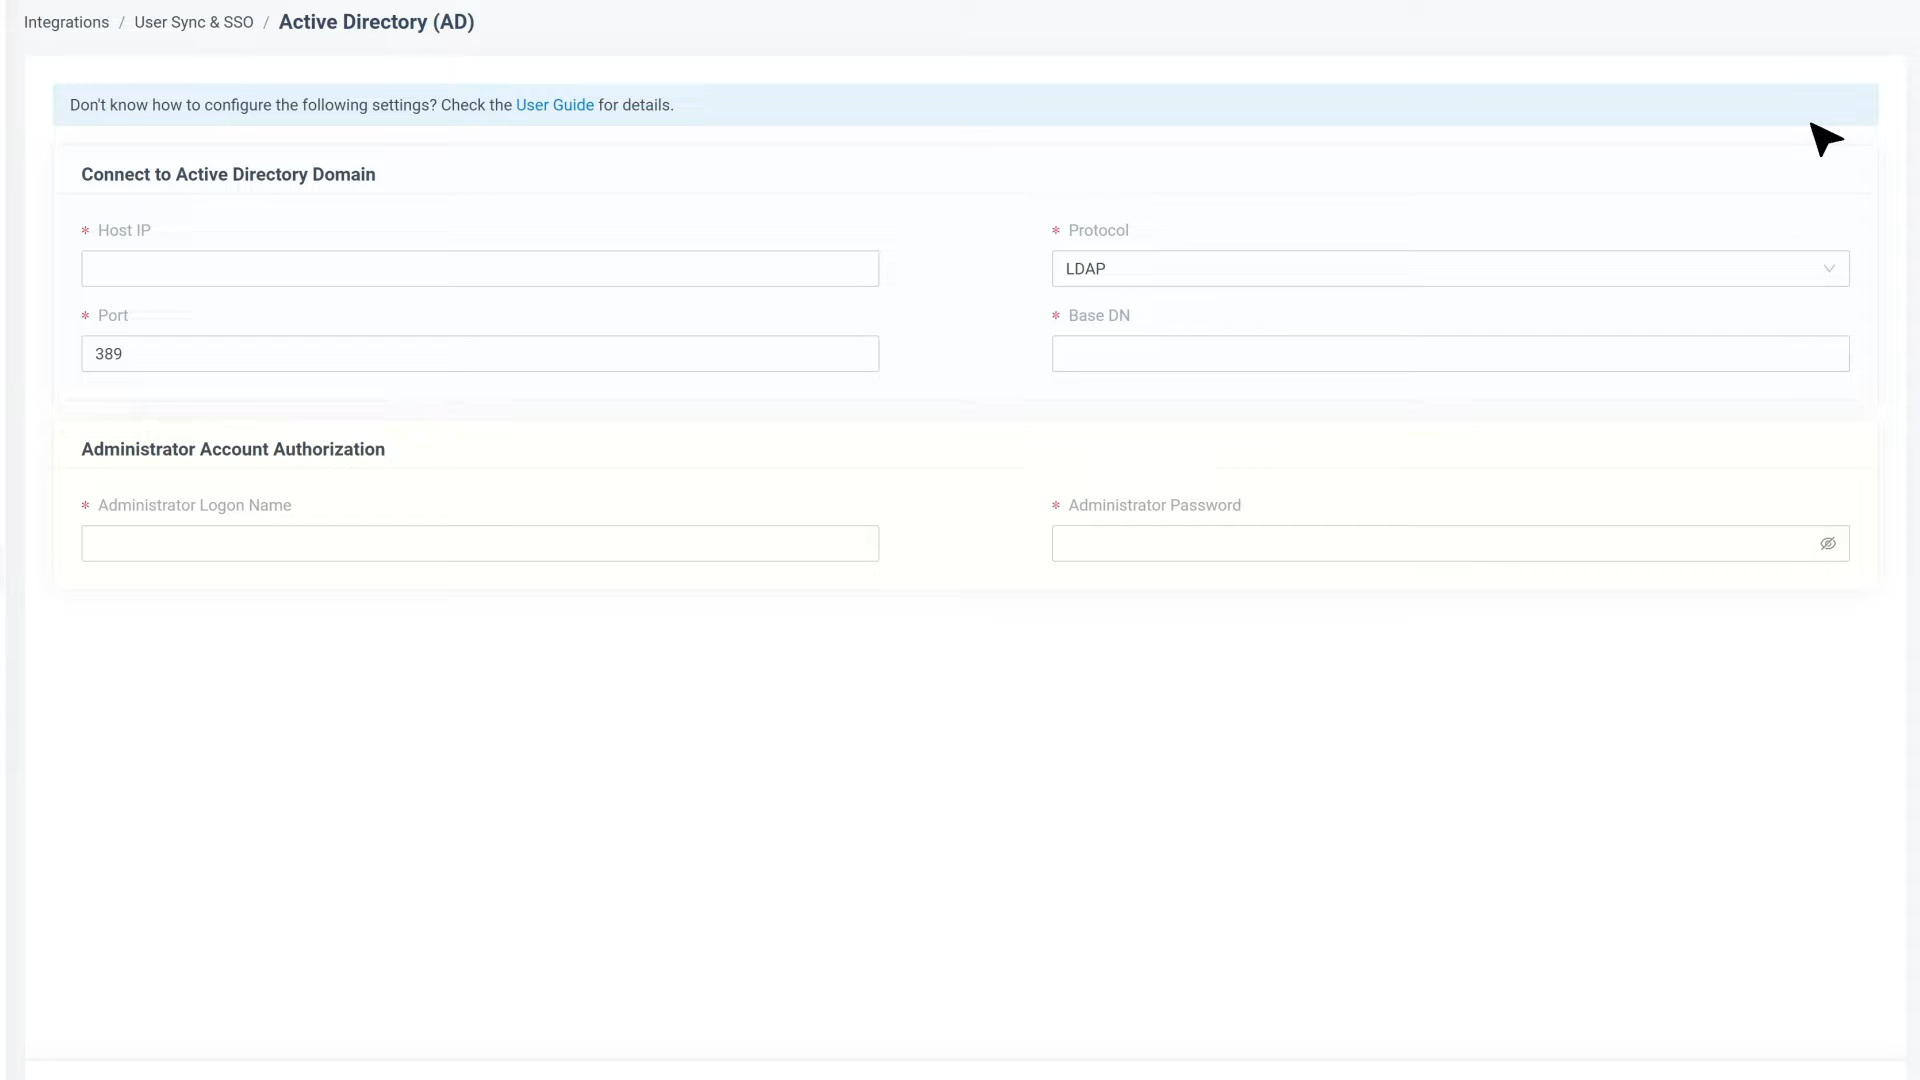 Integrations / User Sync & SSO / Active Directory (AD)
Don't know how to configure the following settings? Check the User Guide for details.
Connect to Active Directory Domain
* Host IP
* Protocol
LDAP
* Port
* Base DN
389
Administrator Account Authorization
* Administrator Logon Name
* Administrator Password